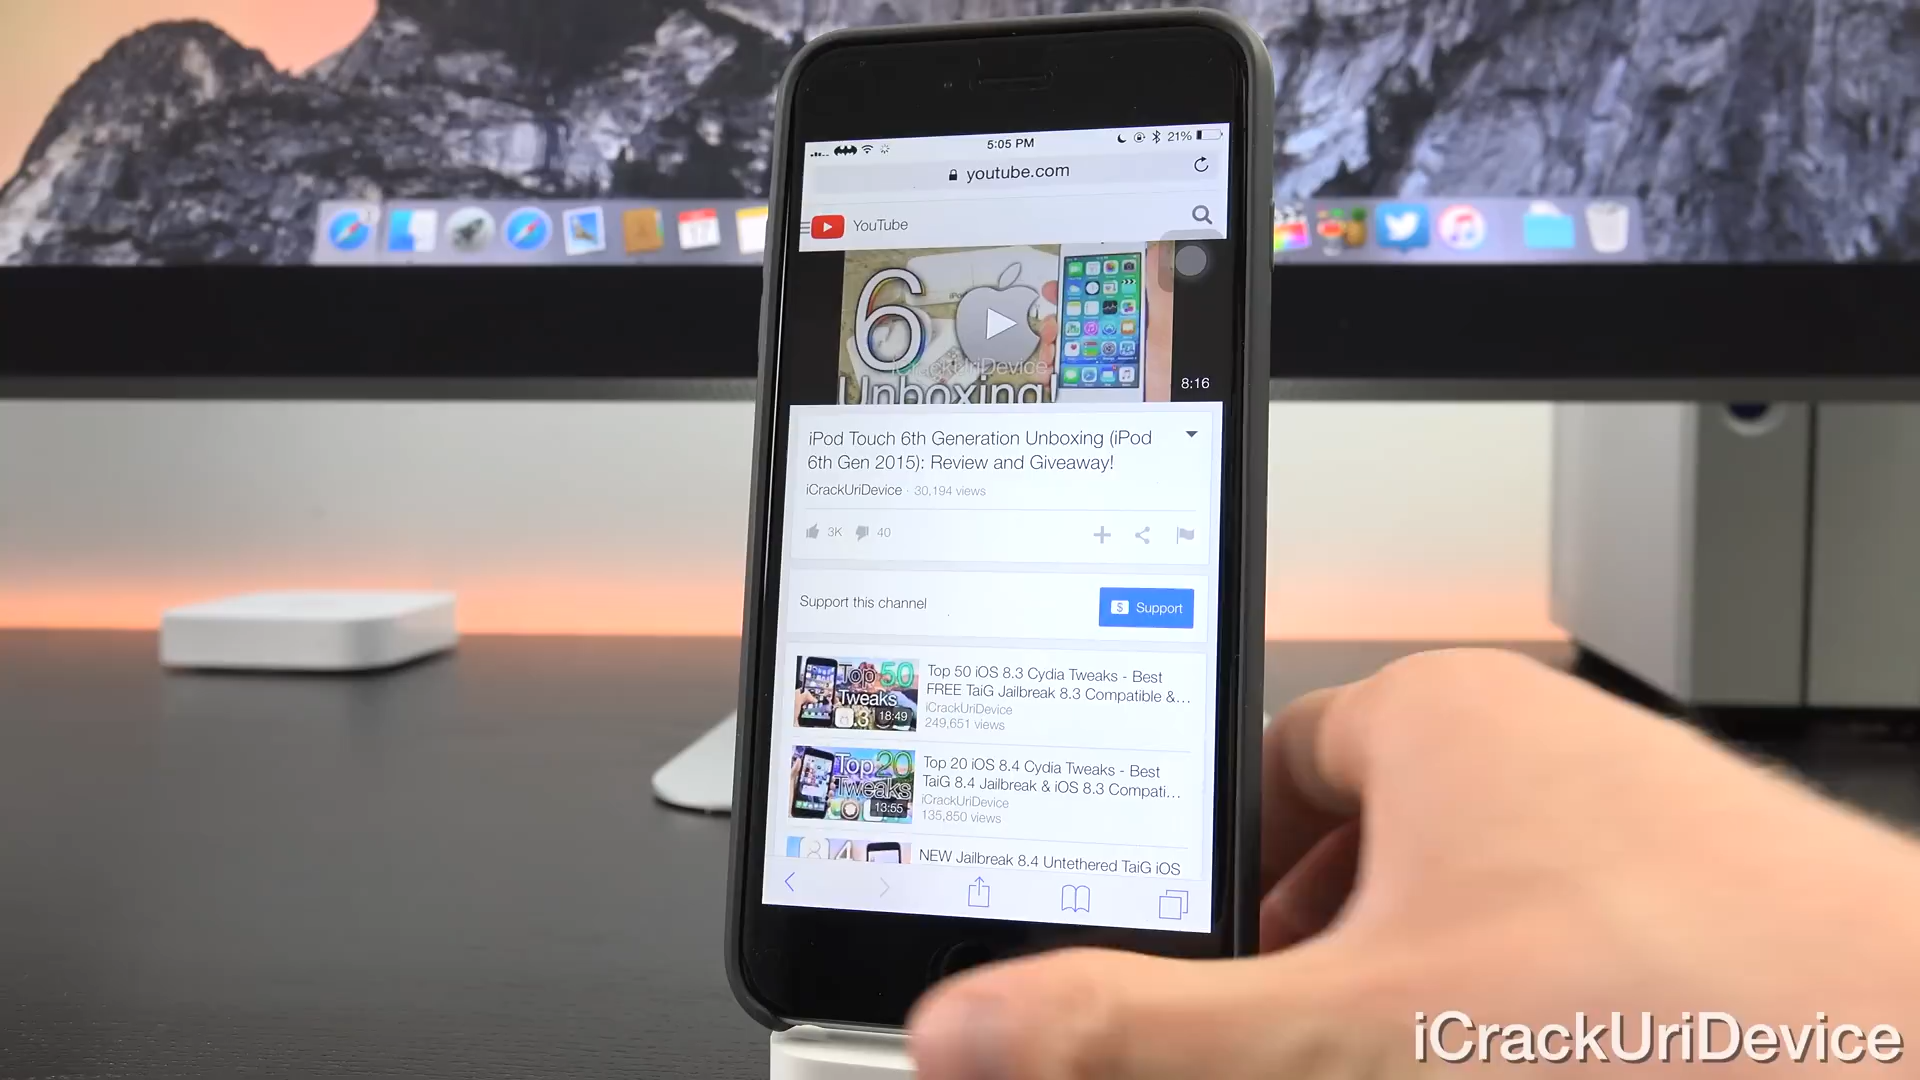 5:05 PM
21%
youtube.com
YouTube
6
iCrackUriDevice
Unboxing!
8:16
iPod Touch 6th Generation Unboxing (iPod
6th Gen 2015): Review and Giveaway!
iCrackUriDevice · 30,194 views
3K 40
Support this channel
$ Support
Top 50
Tweaks
18:49
Top 50 iOS 8.3 Cydia Tweaks - Best
FREE TaiG Jailbreak 8.3 Compatible &...
iCrackUriDevice
249,651 views
Top 20
Tweaks
13:55
Top 20 iOS 8.4 Cydia Tweaks - Best
TaiG 8.4 Jailbreak & iOS 8.3 Compati...
iCrackUriDevice
135,850 views
NEW Jailbreak 8.4 Untethered TaiG iOS
17
iCrackUriDevice